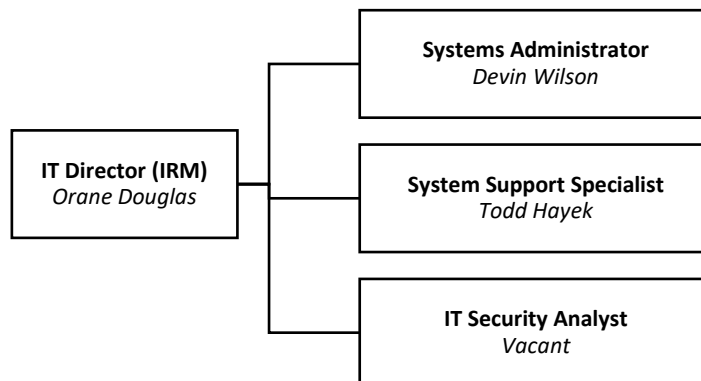 IT Director (IRM)
Orane Douglas
Systems Administrator
Devin Wilson
System Support Specialist
Todd Hayek
IT Security Analyst
Vacant